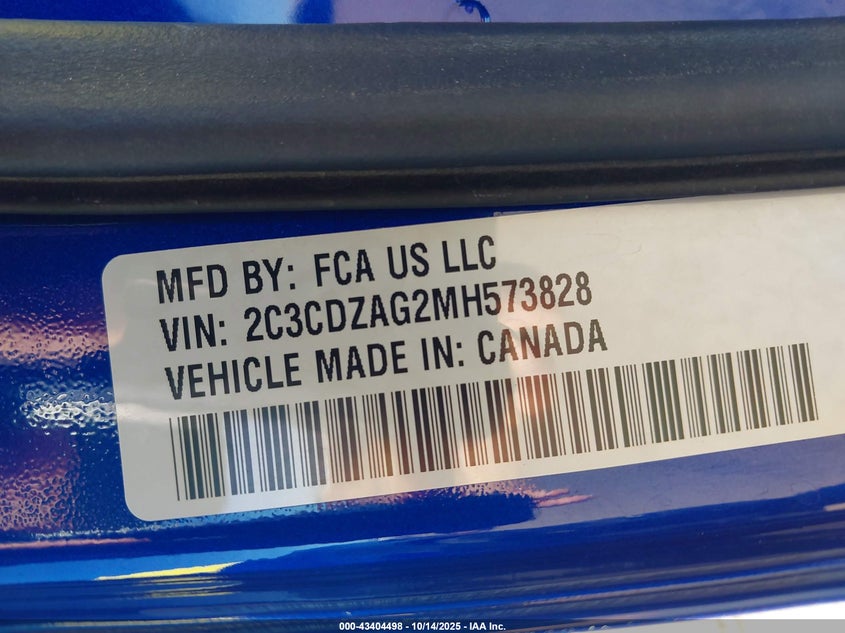 MFD BY: FCA US LLC
VIN: 2C3CDZAG2MH573828
VEHICLE MADE IN: CANADA
000-43404498 - 10/14/2025 - IAA Inc.